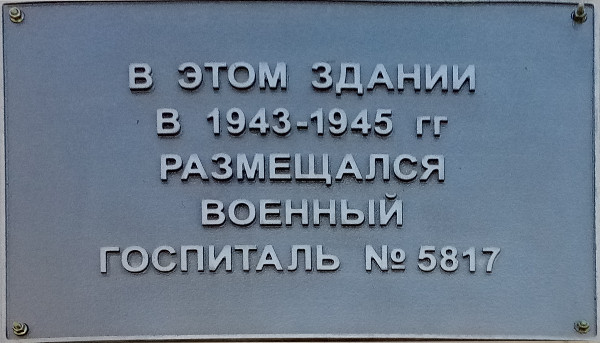 В ЭТОМ ЗДАНИИ
В 1943-1945 гг
РАЗМЕЩАЛСЯ
ВОЕННЫЙ
ГОСПИТАЛЬ № 5817